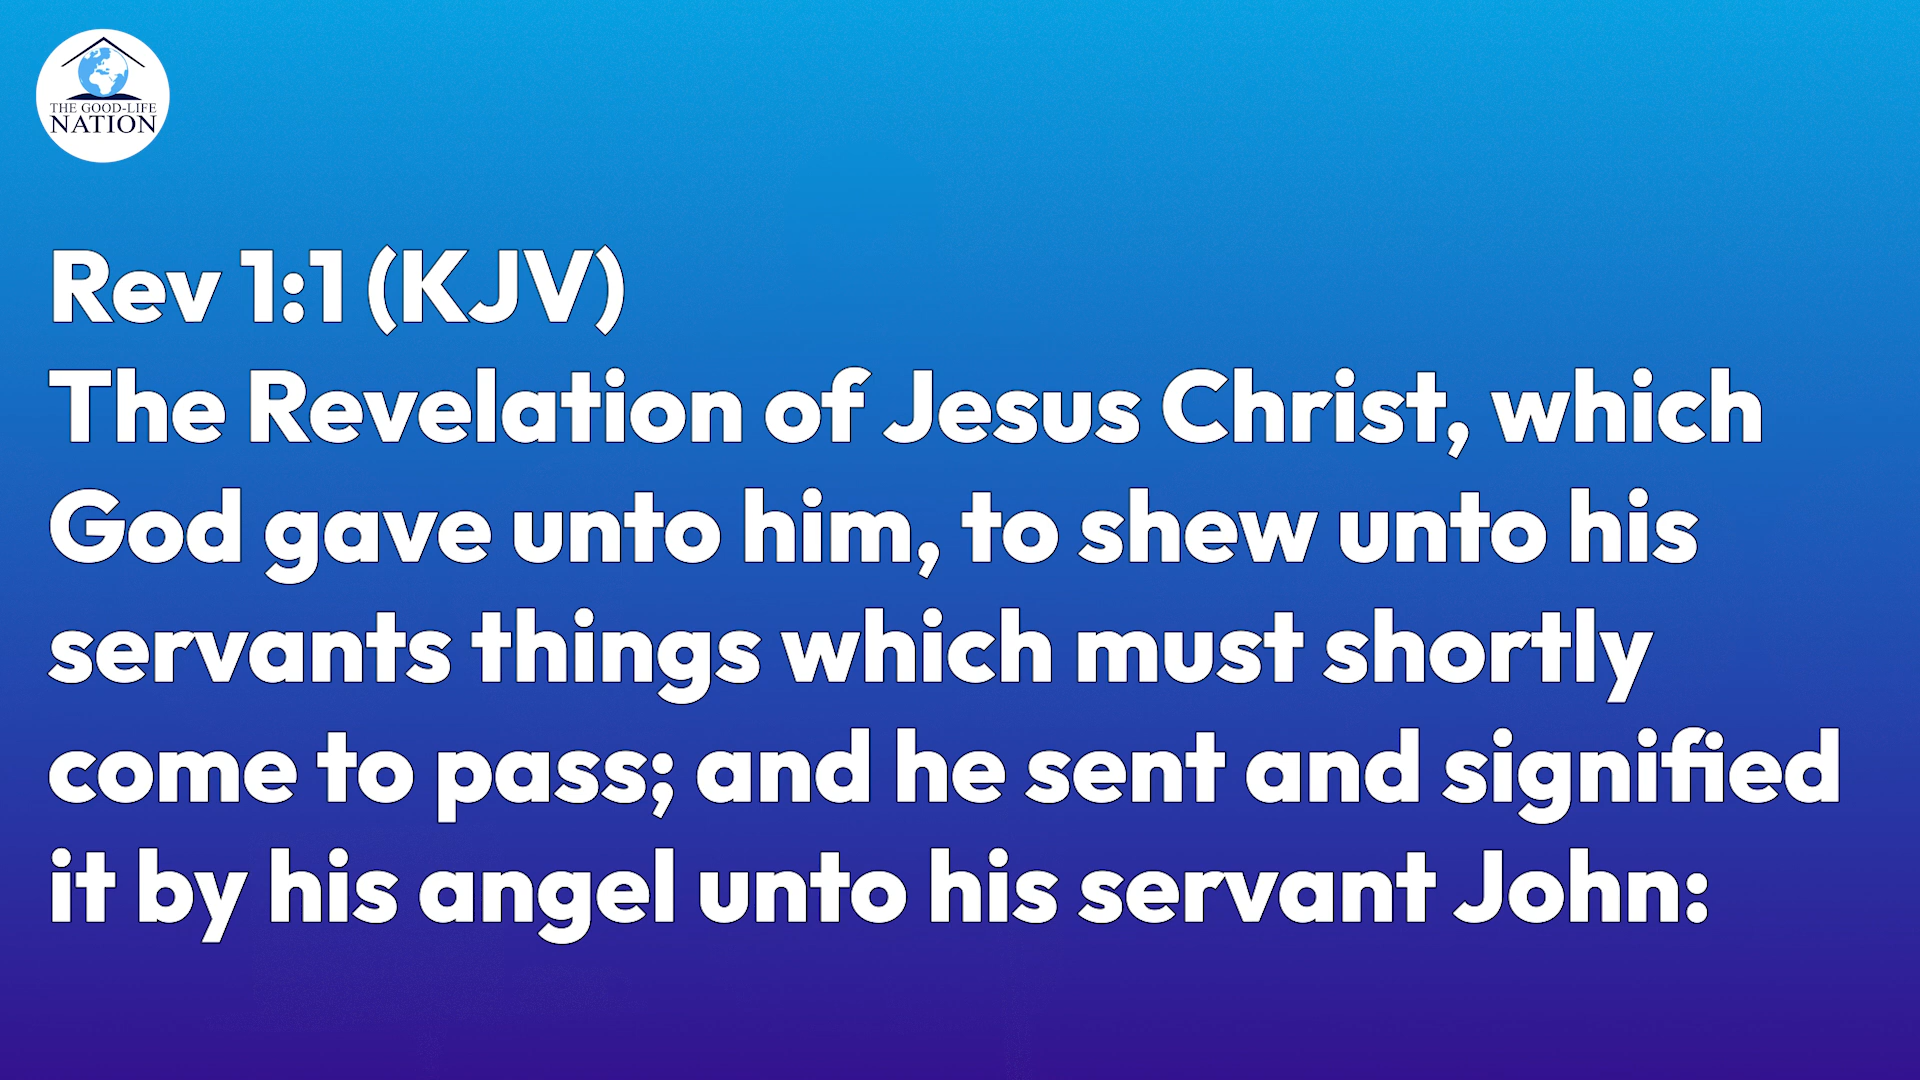 THE GOOD-LIFE
NATION
Rev 1:1 (KJV)
The Revelation of Jesus Christ, which
God gave unto him, to shew unto his
servants things which must shortly
come to pass; and he sent and signified
it by his angel unto his servant John: